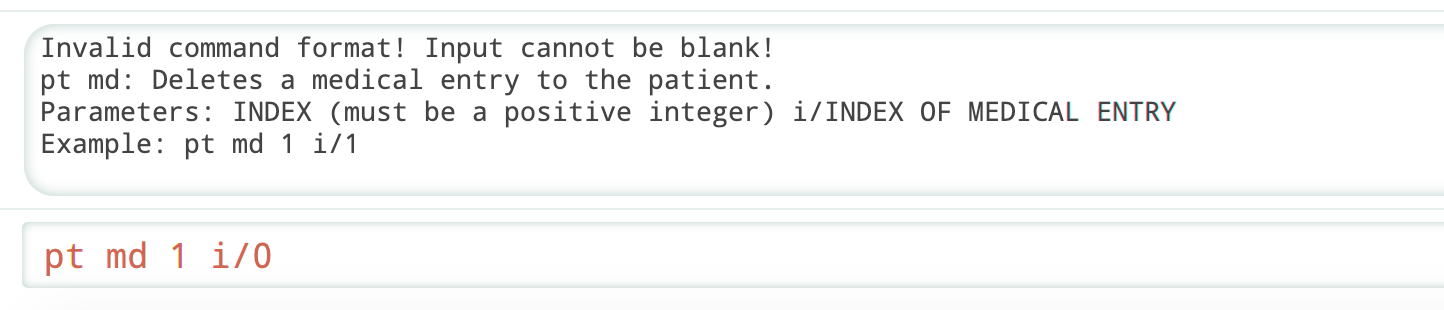 Invalid command format! Input cannot be blank!
pt md: Deletes a medical entry to the patient.
Parameters: INDEX (must be a positive integer) i/INDEX OF MEDICAL ENTRY
Example: pt md 1 i/1
pt md 1 i/0